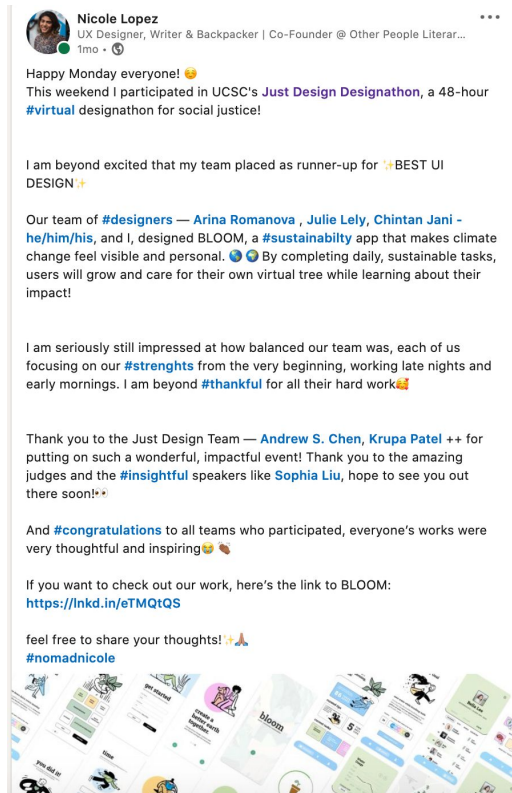 Nicole Lopez
UX Designer, Writer & Backpacker | Co-Founder @ Other People Literar...
1mo •
Happy Monday everyone! ☺️
This weekend I participated in UCSC's Just Design Designathon, a 48-hour
#virtual designathon for social justice!
I am beyond excited that my team placed as runner-up for ✨BEST UI
DESIGN✨
Our team of #designers — Arina Romanova , Julie Lely, Chintan Jani -
he/him/his, and I, designed BLOOM, a #sustainabilty app that makes climate
change feel visible and personal. 🌎 🌍 By completing daily, sustainable tasks,
users will grow and care for their own virtual tree while learning about their
impact!
I am seriously still impressed at how balanced our team was, each of us
focusing on our #strenghts from the very beginning, working late nights and
early mornings. I am beyond #thankful for all their hard work🥰
Thank you to the Just Design Team — Andrew S. Chen, Krupa Patel ++ for
putting on such a wonderful, impactful event! Thank you to the amazing
judges and the #insightful speakers like Sophia Liu, hope to see you out
there soon!👀
And #congratulations to all teams who participated, everyone's works were
very thoughtful and inspiring😭 👏🏾
If you want to check out our work, here's the link to BLOOM:
https://lnkd.in/eTMQtQS
feel free to share your thoughts!✨🙏🏽
#nomadnicole
get started
create a
better earth
together.
bloom
5
you did it!
time